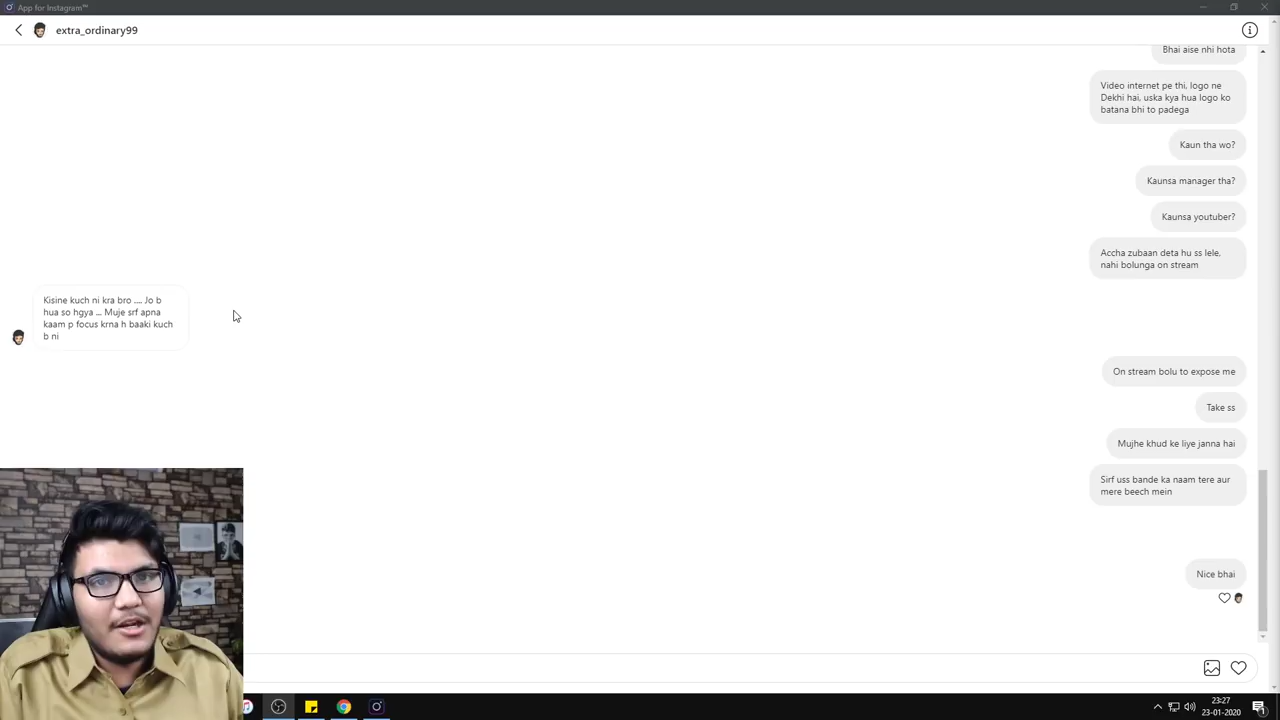 App for Instagram™
extra_ordinary99
Bhai aise nhi hota
Video internet pe thi, logo ne
Dekhi hai, uska kya hua logo ko
batana bhi to padega
Kaun tha wo?
Kaunsa manager tha?
Kaunsa youtuber?
Accha zubaan deta hu ss lele,
nahi bolunga on stream
Kisine kuch ni kra bro .... Jo b
hua so hgya ... Muje srf apna
kaam p focus krna h baaki kuch
b ni
On stream bolu to expose me
Take ss
Mujhe khud ke liye janna hai
Sirf uss bande ka naam tere aur
mere beech mein
Nice bhai
23:27
23-01-2020